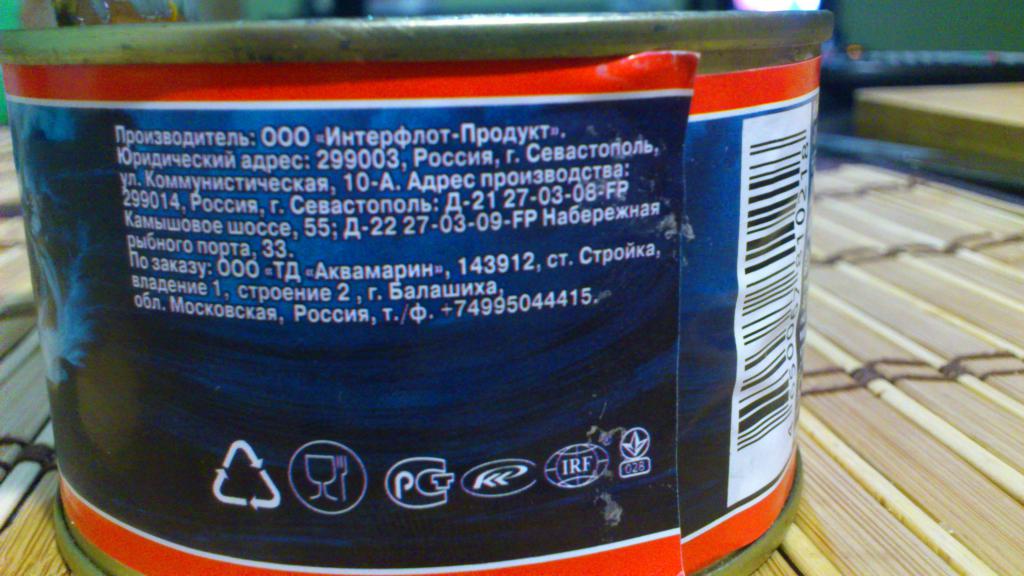 Производитель: ООО «Интерфлот-Продукт».
Юридический адрес: 299003, Россия, г. Севастополь,
ул. Коммунистическая, 10-А. Адрес производства:
299014, Россия, г. Севастополь: Д-21 27-03-08-FP
Камышовое шоссе, 55; Д-22 27-03-09-FP Набережная
рыбного порта, 33.
По заказу: ООО «ТД «Аквамарин», 143912, ст. Стройка,
владение 1, строение 2 , г. Балашиха,
обл. Московская, Россия, т./ф. +74995044415.
РСТ
IRF
028